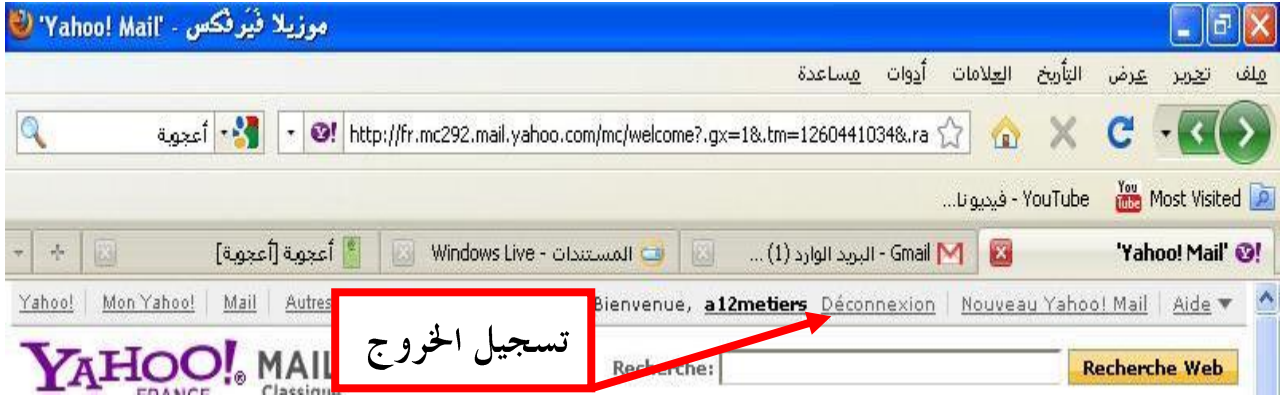 موزيلا فَيَرفُكس - 'Yahoo! Mail'
ملف تحرير عرض التأريخ العلامات أدوات مساعدة
http://fr.mc292.mail.yahoo.com/mc/welcome?.gx=1&.tm=1260441034&.ra أعجوبة
Most Visited YouTube - فيديونا...
'Yahoo! Mail' Gmail - البريد الوارد (1) ... المستندات - Windows Live أعجوبة [أعجوبة]
Yahoo! Mon Yahoo! Mail Autres Bienvenue, a12metiers Déconnexion Nouveau Yahoo! Mail Aide
تسجيل الخروج
YAHOO! MAIL Recherche: Recherche Web
FRANCE Classique